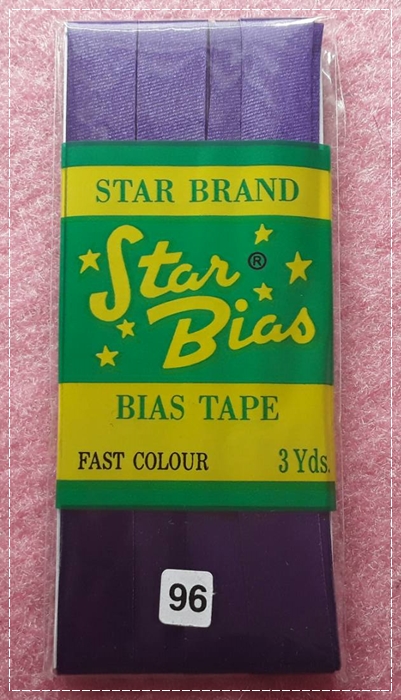 STAR BRAND
Star ®
Bias
BIAS TAPE
FAST COLOUR 3 Yds.
96